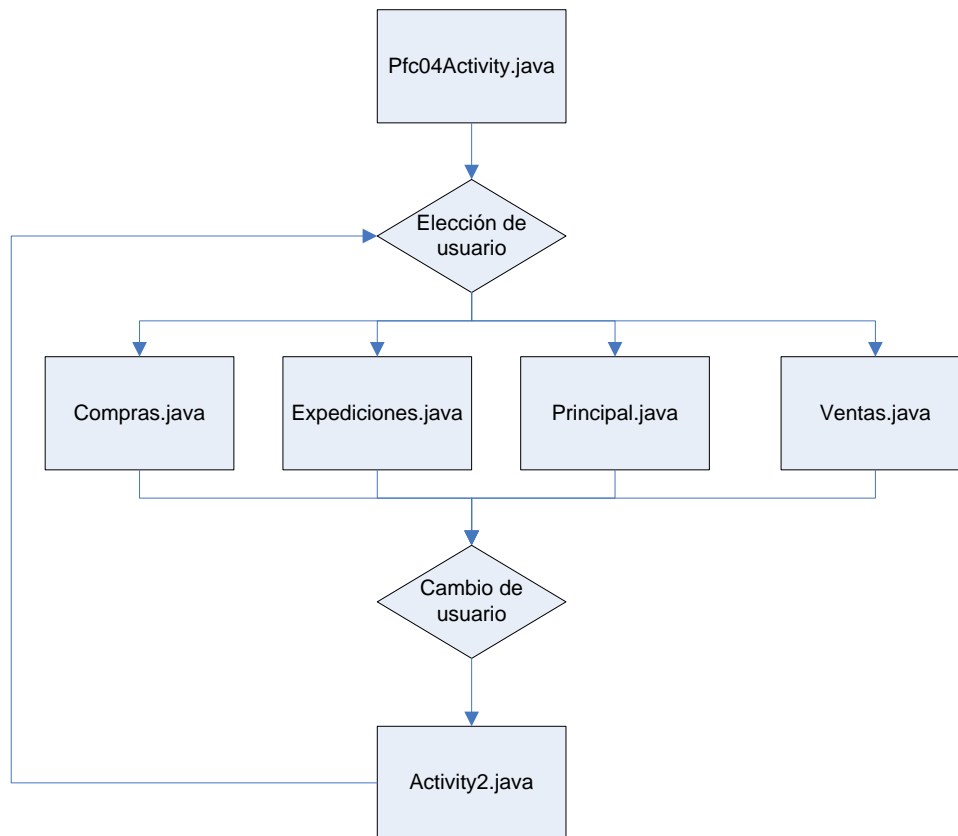 Pfc04Activity.java
Elección de
usuario
Compras.java
Expediciones.java
Principal.java
Ventas.java
Cambio de
usuario
Activity2.java